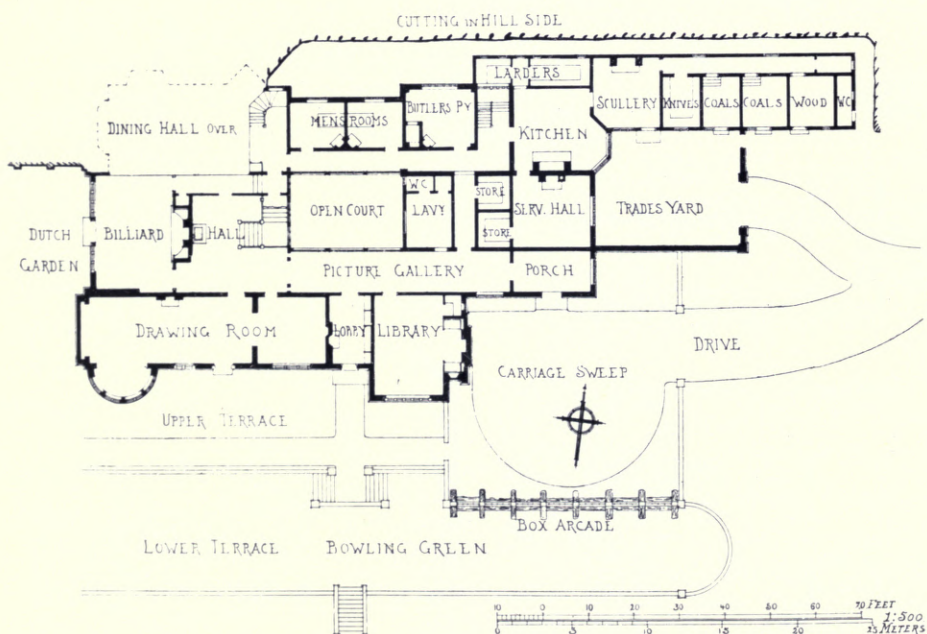 CUTTING IN HILL SIDE
LARDERS
DINING HALL OVER
MENS ROOMS
BUTLERS PY
KITCHEN
SCULLERY
KNIVES
COALS
COALS
WOOD
WC
DUTCH
GARDEN
BILLIARD
HALL
OPEN COURT
WC
LAVY
STORE
STORE
SERV. HALL
TRADES YARD
PICTURE GALLERY
PORCH
DRAWING ROOM
LOBBY
LIBRARY
DRIVE
CARRIAGE SWEEP
UPPER TERRACE
BOX ARCADE
LOWER TERRACE BOWLING GREEN
10 0 10 20 30 40 50 60 70 FEET
1:500
0 5 10 15 20 25 METERS